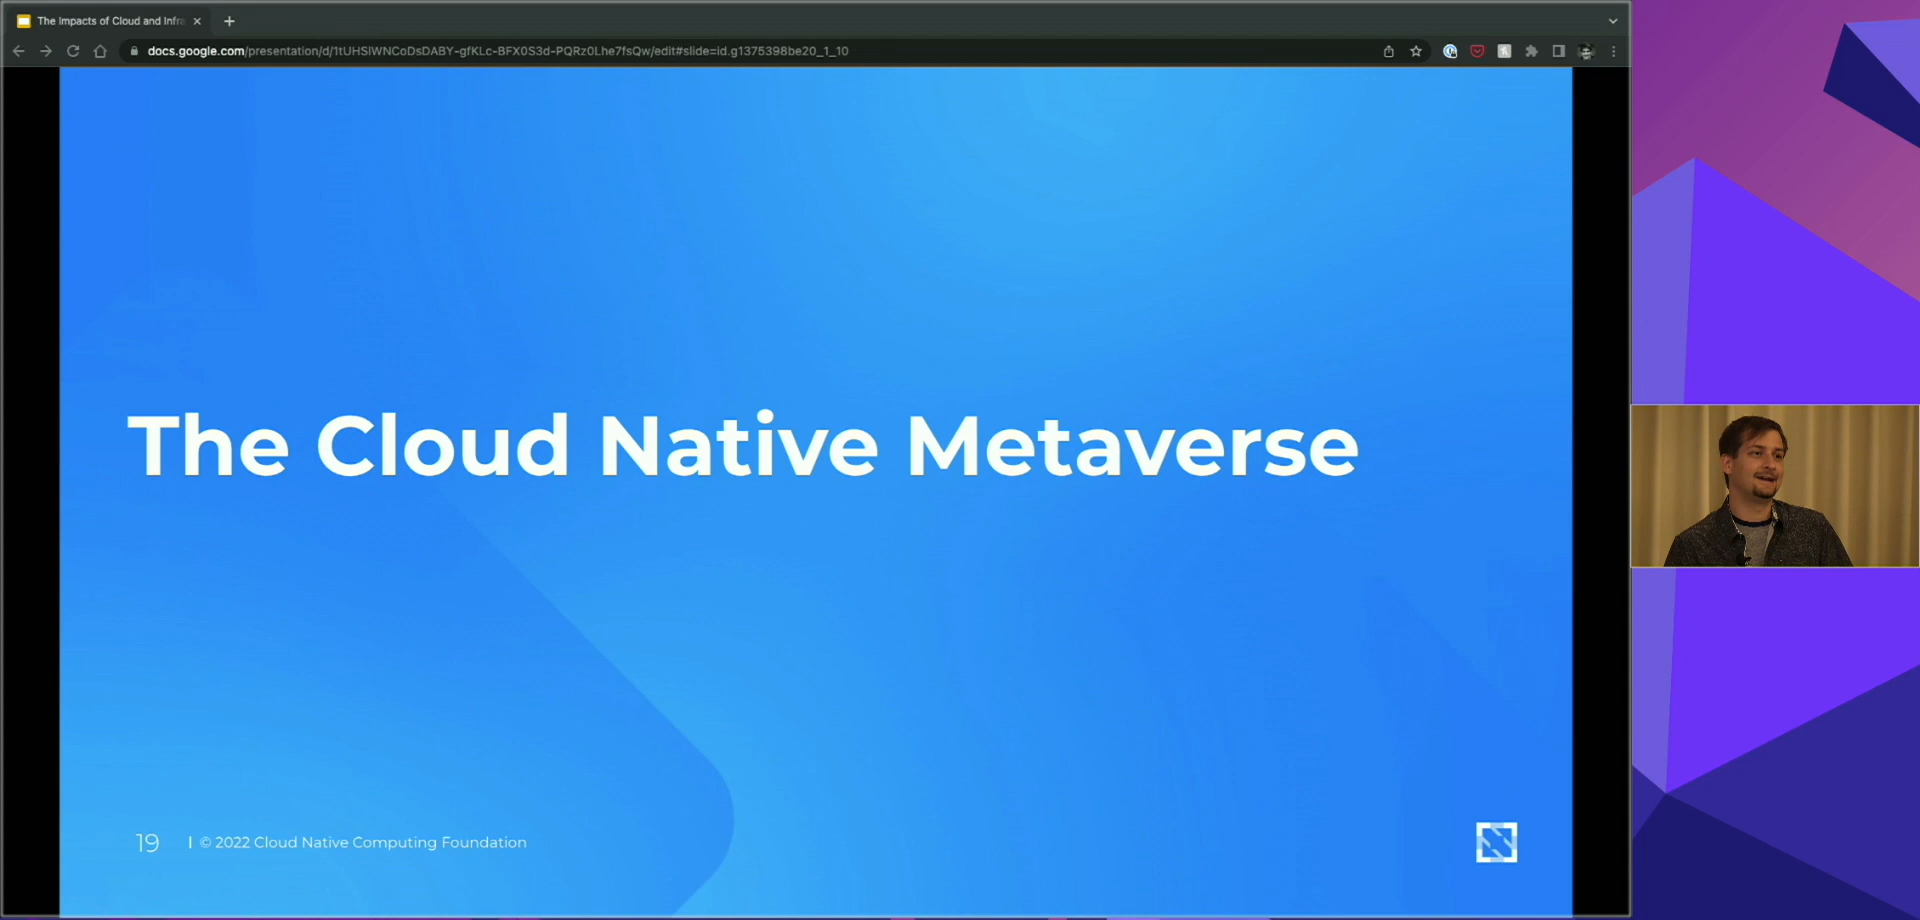 The Impacts of Cloud and Infra
docs.google.com/presentation/d/1tUHSIWNCoDsDABY-gfKLc-BFX0S3d-PQRz0Lhe7fsQw/edit#slide=id.g1375398be20_1_10
The Cloud Native Metaverse
19 | © 2022 Cloud Native Computing Foundation